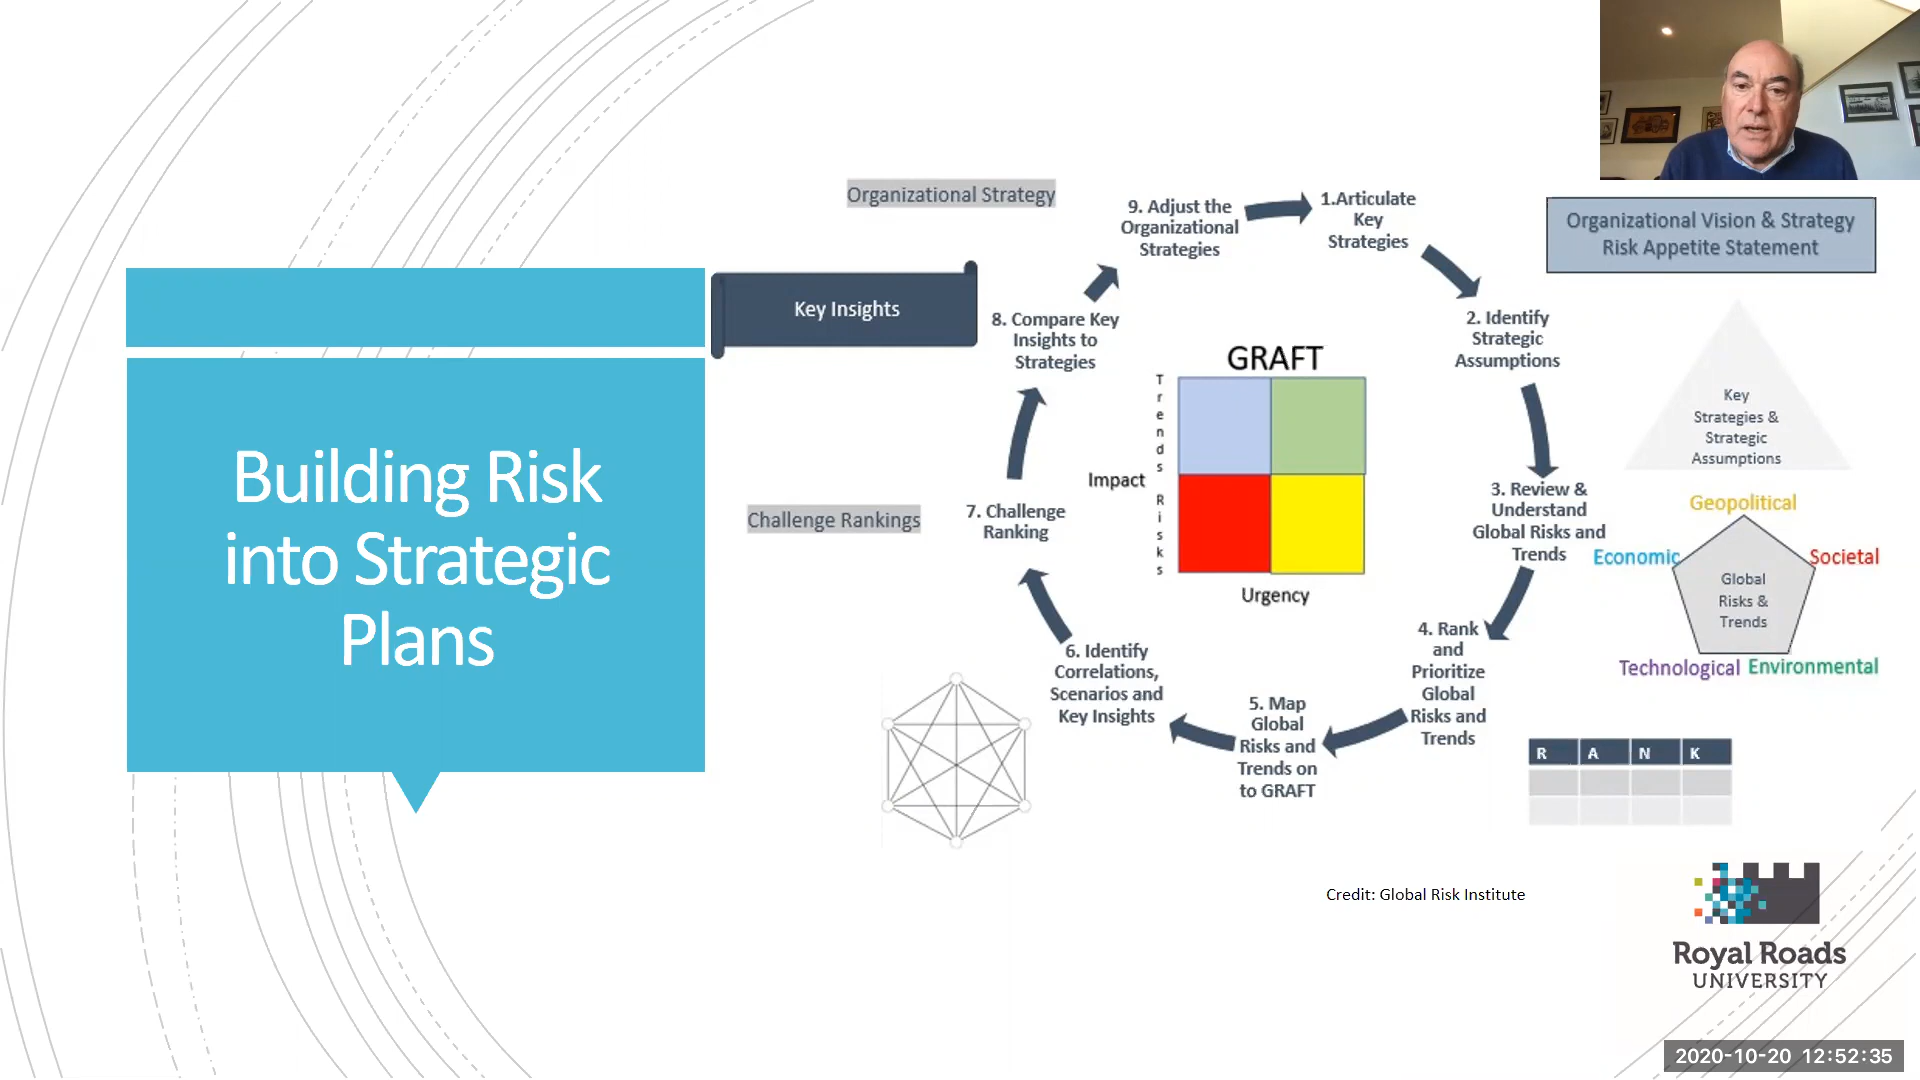 Building Risk
into Strategic
Plans
Organizational Strategy
Key Insights
Challenge Rankings
9. Adjust the
Organizational
Strategies
1.Articulate
Key
Strategies
2. Identify
Strategic
Assumptions
3. Review &
Understand
Global Risks and
Trends
4. Rank
and
Prioritize
Global
Risks and
Trends
5. Map
Global
Risks and
Trends on
to GRAFT
6. Identify
Correlations,
Scenarios and
Key Insights
7. Challenge
Ranking
8. Compare Key
Insights to
Strategies
GRAFT
Trends
Risks
Impact
Urgency
Organizational Vision & Strategy
Risk Appetite Statement
Key
Strategies &
Strategic
Assumptions
Geopolitical
Economic
Societal
Global
Risks &
Trends
Technological
Environmental
R A N K
Credit: Global Risk Institute
Royal Roads
UNIVERSITY
2020-10-20 12:52:35